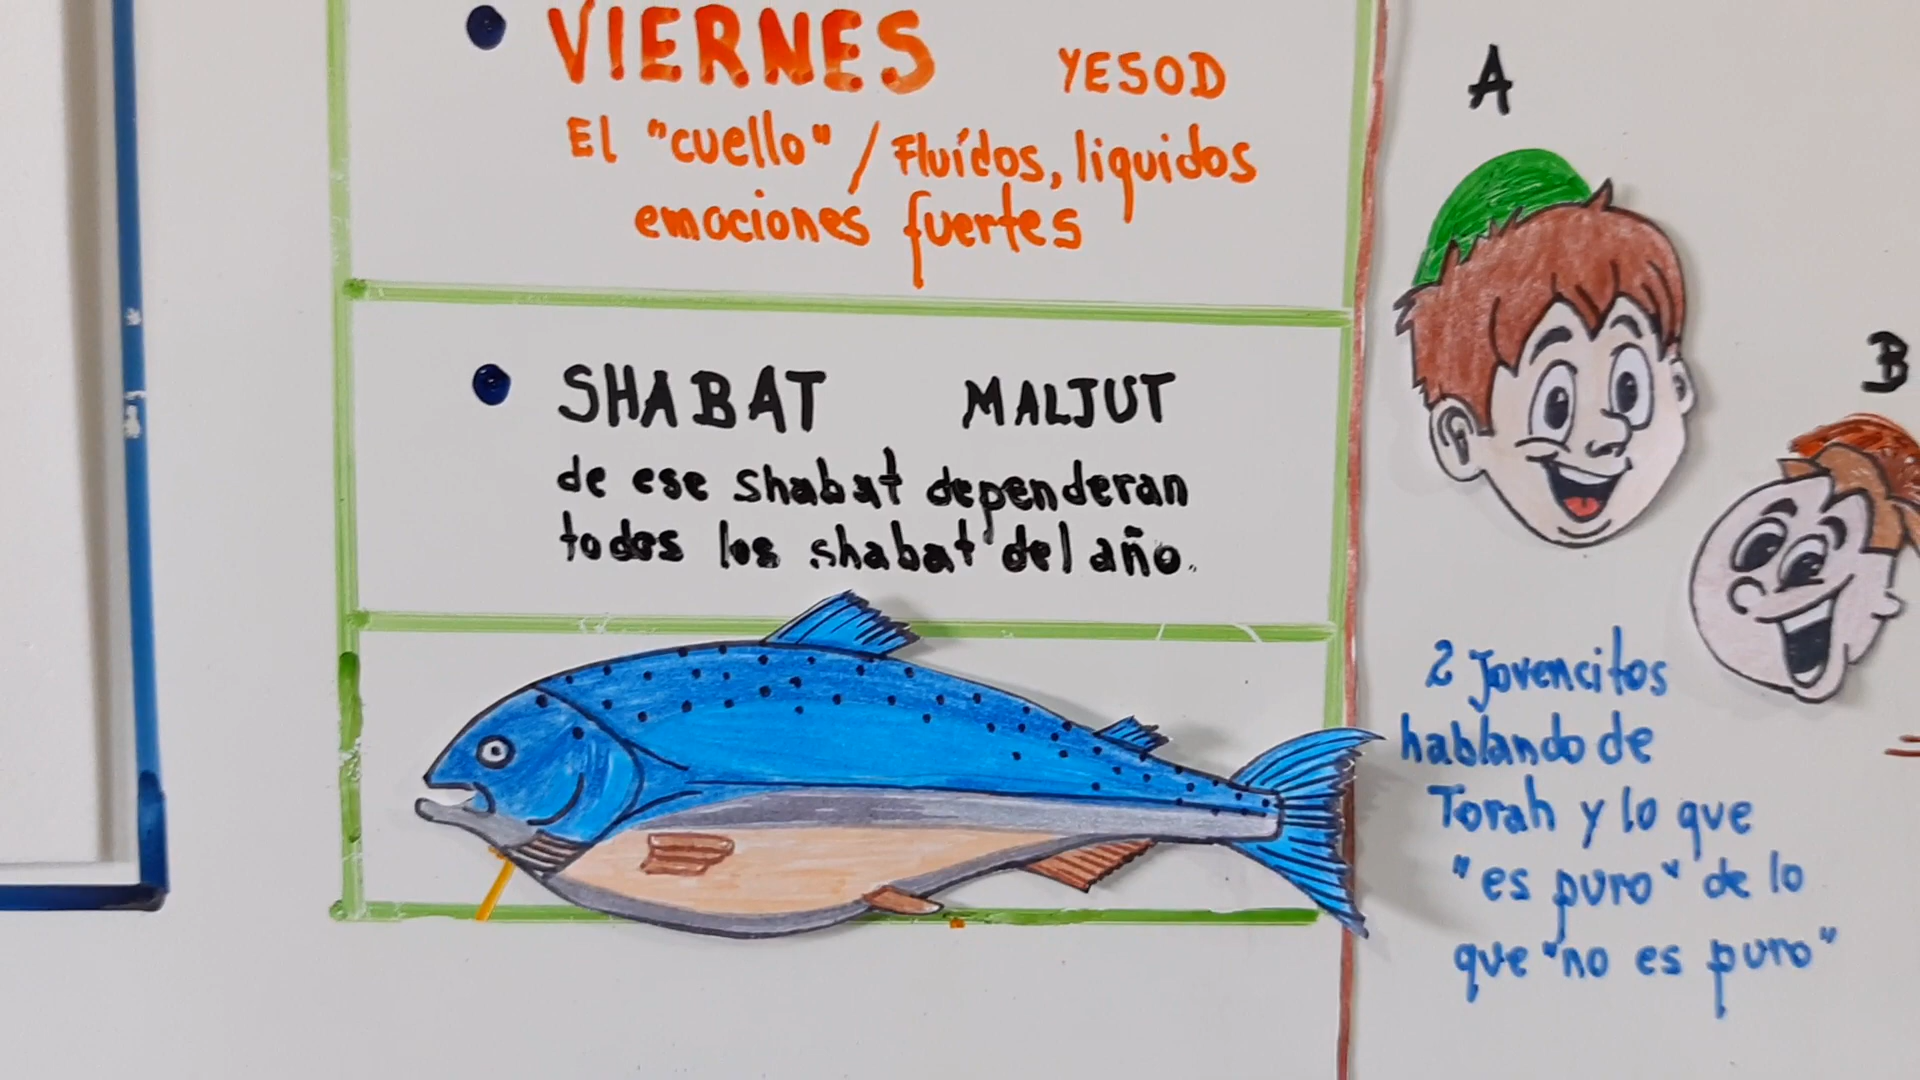 VIERNES YESOD
El "cuello" / Fluídos, liquidos
emociones fuertes
SHABAT MALJUT
de ese shabat dependeran
todos los shabat del año.
A
B
2 Jovencitos
hablando de
Torah y lo que
"es puro" de lo
que "no es puro"